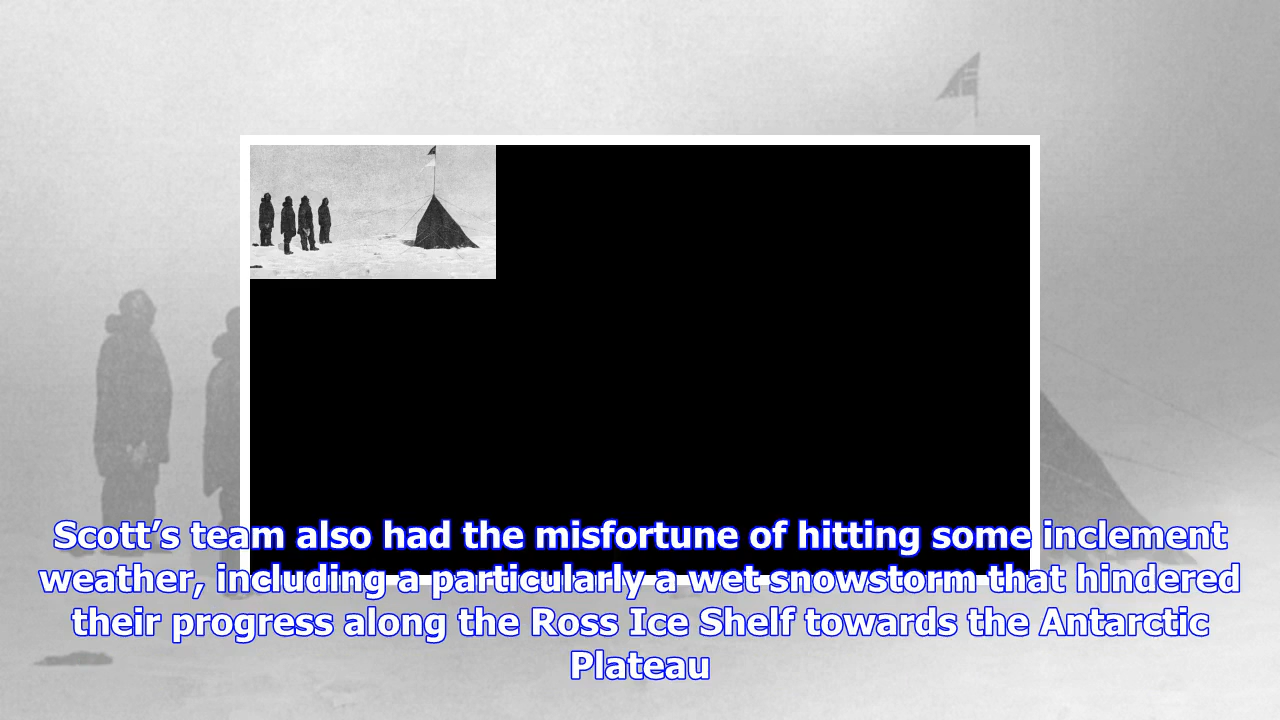 Scott’s team also had the misfortune of hitting some inclement
weather, including a particularly a wet snowstorm that hindered
their progress along the Ross Ice Shelf towards the Antarctic
Plateau